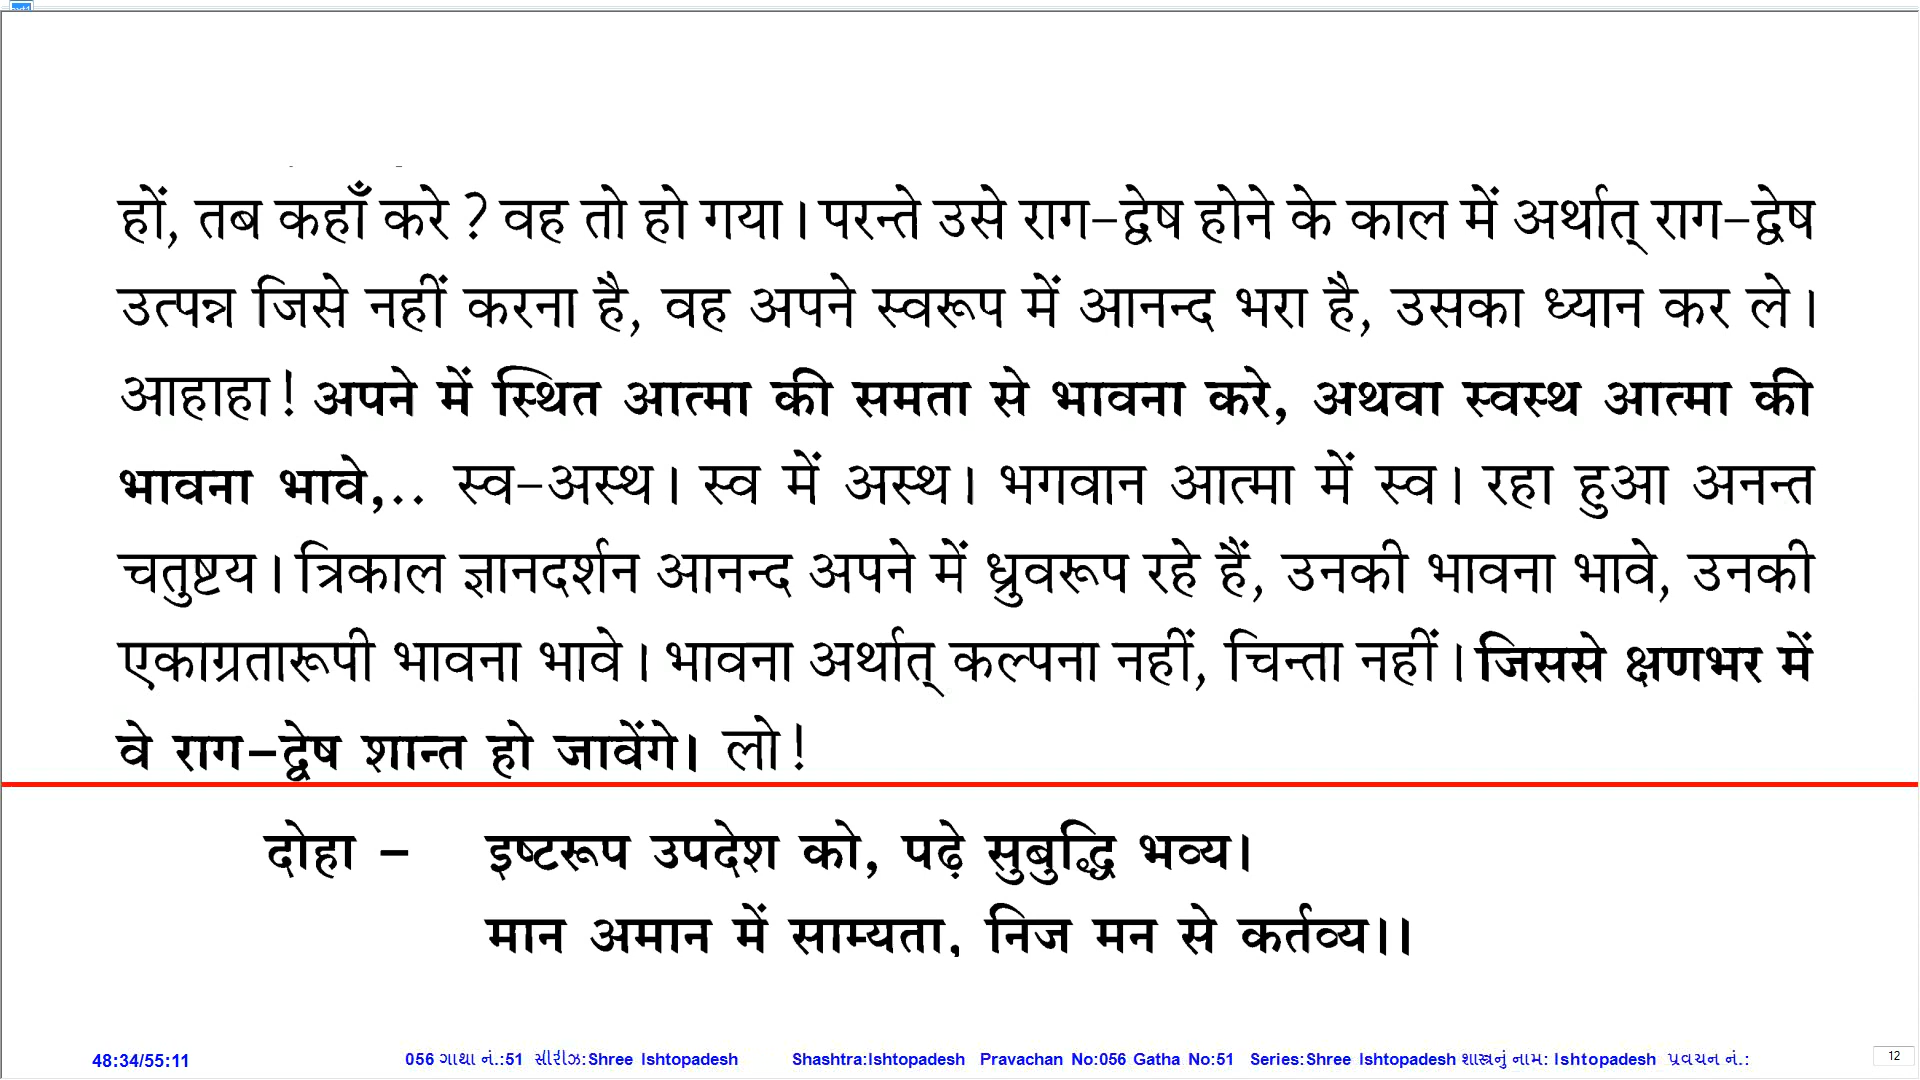 हों, तब कहाँ करे ? वह तो हो गया। परन्ते उसे राग-द्वेष होने के काल में अर्थात् राग-द्वेष
उत्पन्न जिसे नहीं करना है, वह अपने स्वरूप में आनन्द भरा है, उसका ध्यान कर ले।
आहाहा! अपने में स्थित आत्मा की समता से भावना करे, अथवा स्वस्थ आत्मा की
भावना भावे,.. स्व-अस्थ। स्व में अस्थ। भगवान आत्मा में स्व। रहा हुआ अनन्त
चतुष्टय। त्रिकाल ज्ञानदर्शन आनन्द अपने में ध्रुवरूप रहे हैं, उनकी भावना भावे, उनकी
एकाग्रतारूपी भावना भावे। भावना अर्थात् कल्पना नहीं, चिन्ता नहीं। जिससे क्षणभर में
वे राग-द्वेष शान्त हो जावेंगे। लो!
दोहा - इष्टरूप उपदेश को, पढ़े सुबुद्धि भव्य।
मान अमान में साम्यता, निज मन से कर्तव्य।।
48:34/55:11 056 ગાથા નં.:51 સીરીઝ:Shree Ishtopadesh Shashtra:Ishtopadesh Pravachan No:056 Gatha No:51 Series:Shree Ishtopadesh શાસ્ત્રનું નામ: Ishtopadesh પ્રવચન નં.: 12